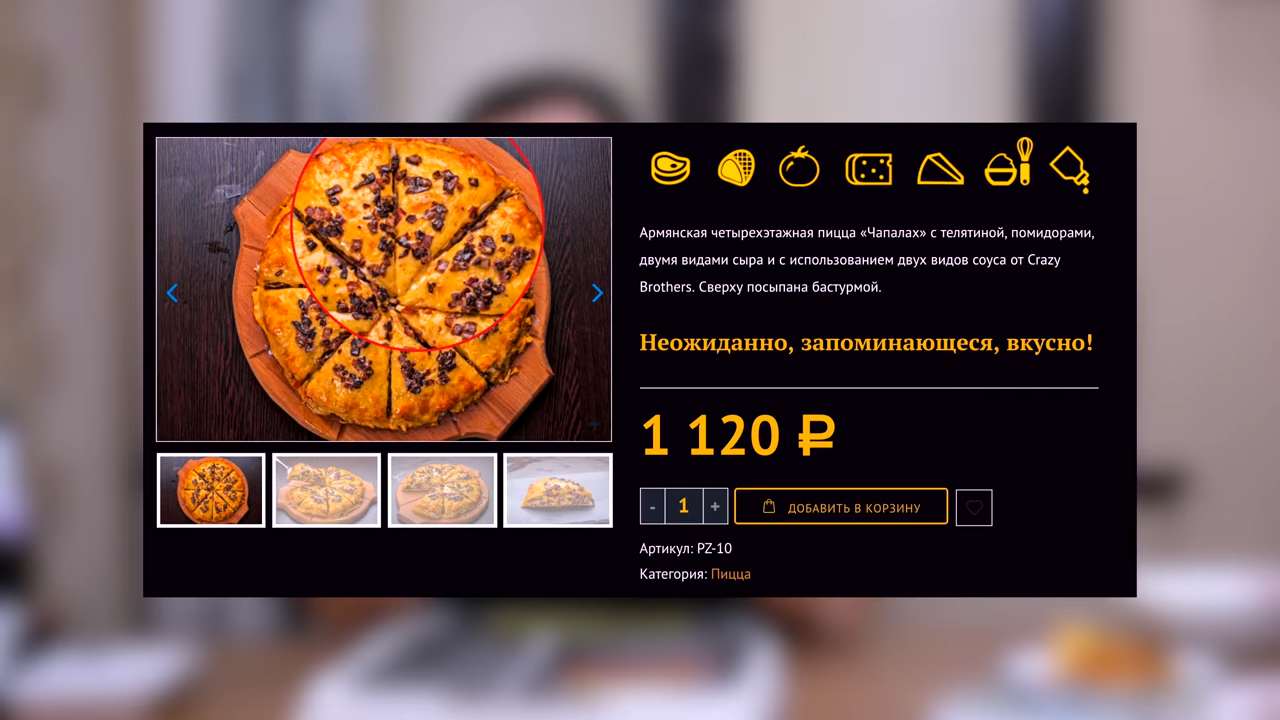 Армянская четырехэтажная пицца «Чапалах» с телятиной, помидорами,
двумя видами сыра и с использованием двух видов соуса от Crazy
Brothers. Сверху посыпана бастурмой.
Неожиданно, запоминающеся, вкусно!
1 120 ₽
- 1 +
ДОБАВИТЬ В КОРЗИНУ
Артикул: PZ-10
Категория: Пицца